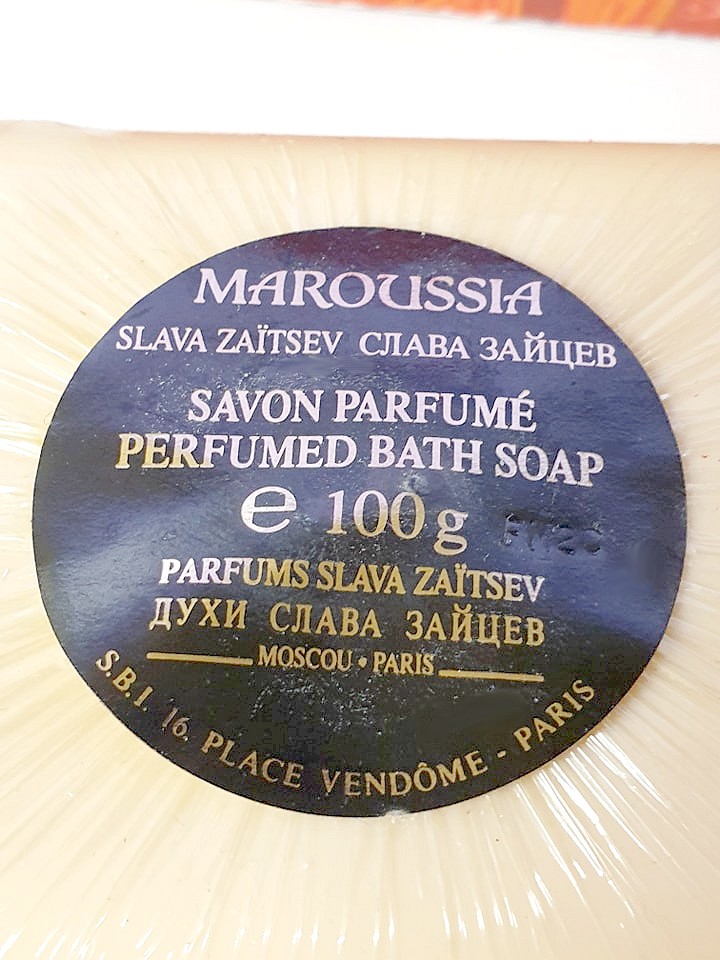 MAROUSSIA
SLAVA ZAÏTSEV СЛАВА ЗАЙЦЕВ
SAVON PARFUMÉ
PERFUMED BATH SOAP
℮ 100 g
PARFUMS SLAVA ZAÏTSEV
ДУХИ СЛАВА ЗАЙЦЕВ
MOSCOU • PARIS
S.B.I. 16. PLACE VENDÔME - PARIS